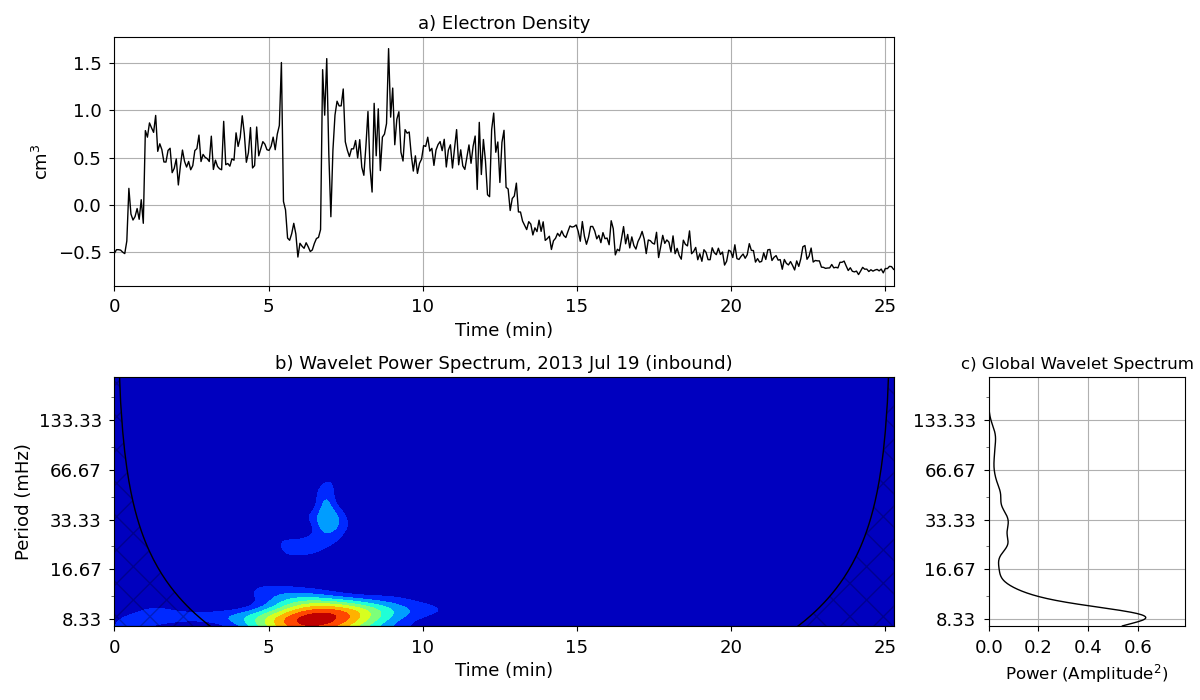 a) Electron Density
cm³
1.5
1.0
0.5
0.0
−0.5
0 5 10 15 20 25
Time (min)
b) Wavelet Power Spectrum, 2013 Jul 19 (inbound)
Period (mHz)
133.33
66.67
33.33
16.67
8.33
0 5 10 15 20 25
Time (min)
c) Global Wavelet Spectrum
133.33
66.67
33.33
16.67
8.33
0.0 0.2 0.4 0.6
Power (Amplitude²)